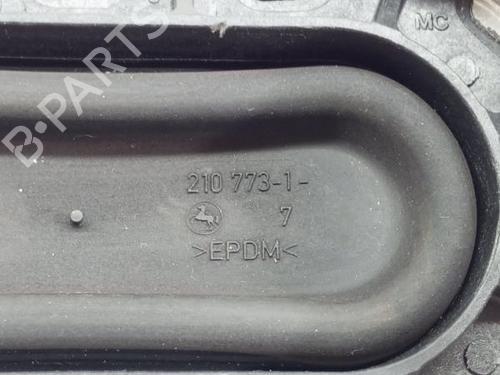 MC
B-PARTS
210 773-1-
7
>EPDM<